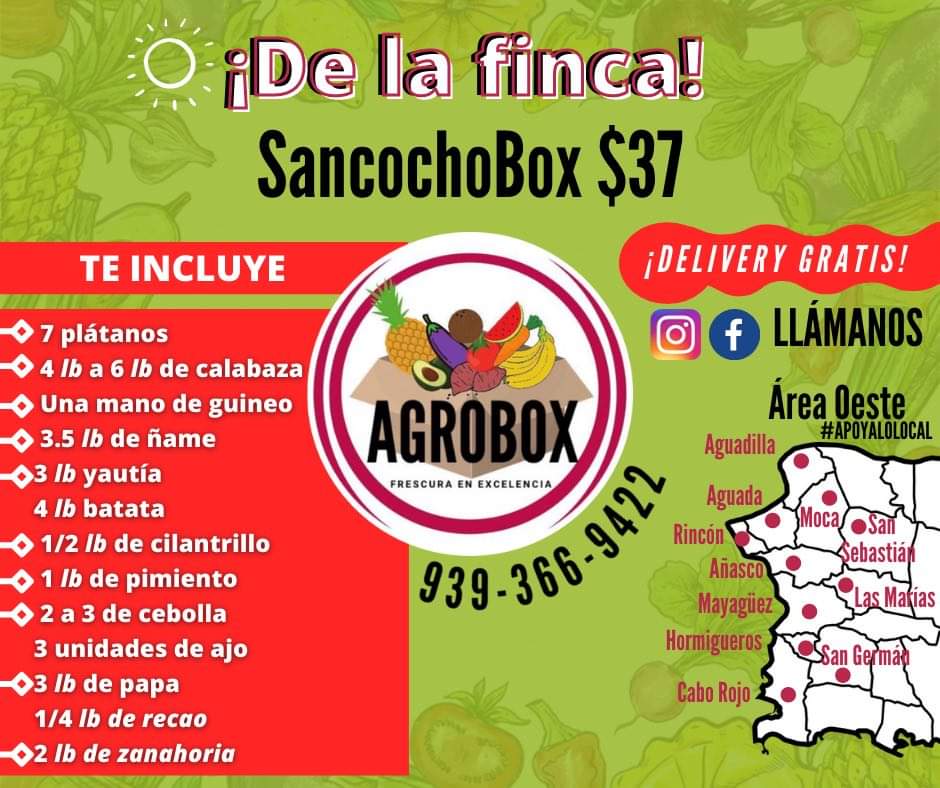 ¡De la finca!
SancochoBox $37
TE INCLUYE
7 plátanos
4 lb a 6 lb de calabaza
Una mano de guineo
3.5 lb de ñame
3 lb yautía
4 lb batata
1/2 lb de cilantrillo
1 lb de pimiento
2 a 3 de cebolla
3 unidades de ajo
3 lb de papa
1/4 lb de recao
2 lb de zanahoria
AGROBOX
FRESCURA EN EXCELENCIA
939-366-9422
¡DELIVERY GRATIS!
LLÁMANOS
Área Oeste
#APOYALOLOCAL
Aguadilla
Aguada
Moca
San
Sebastián
Rincón
Añasco
Las Marías
Mayagüez
Hormigueros
San Germán
Cabo Rojo